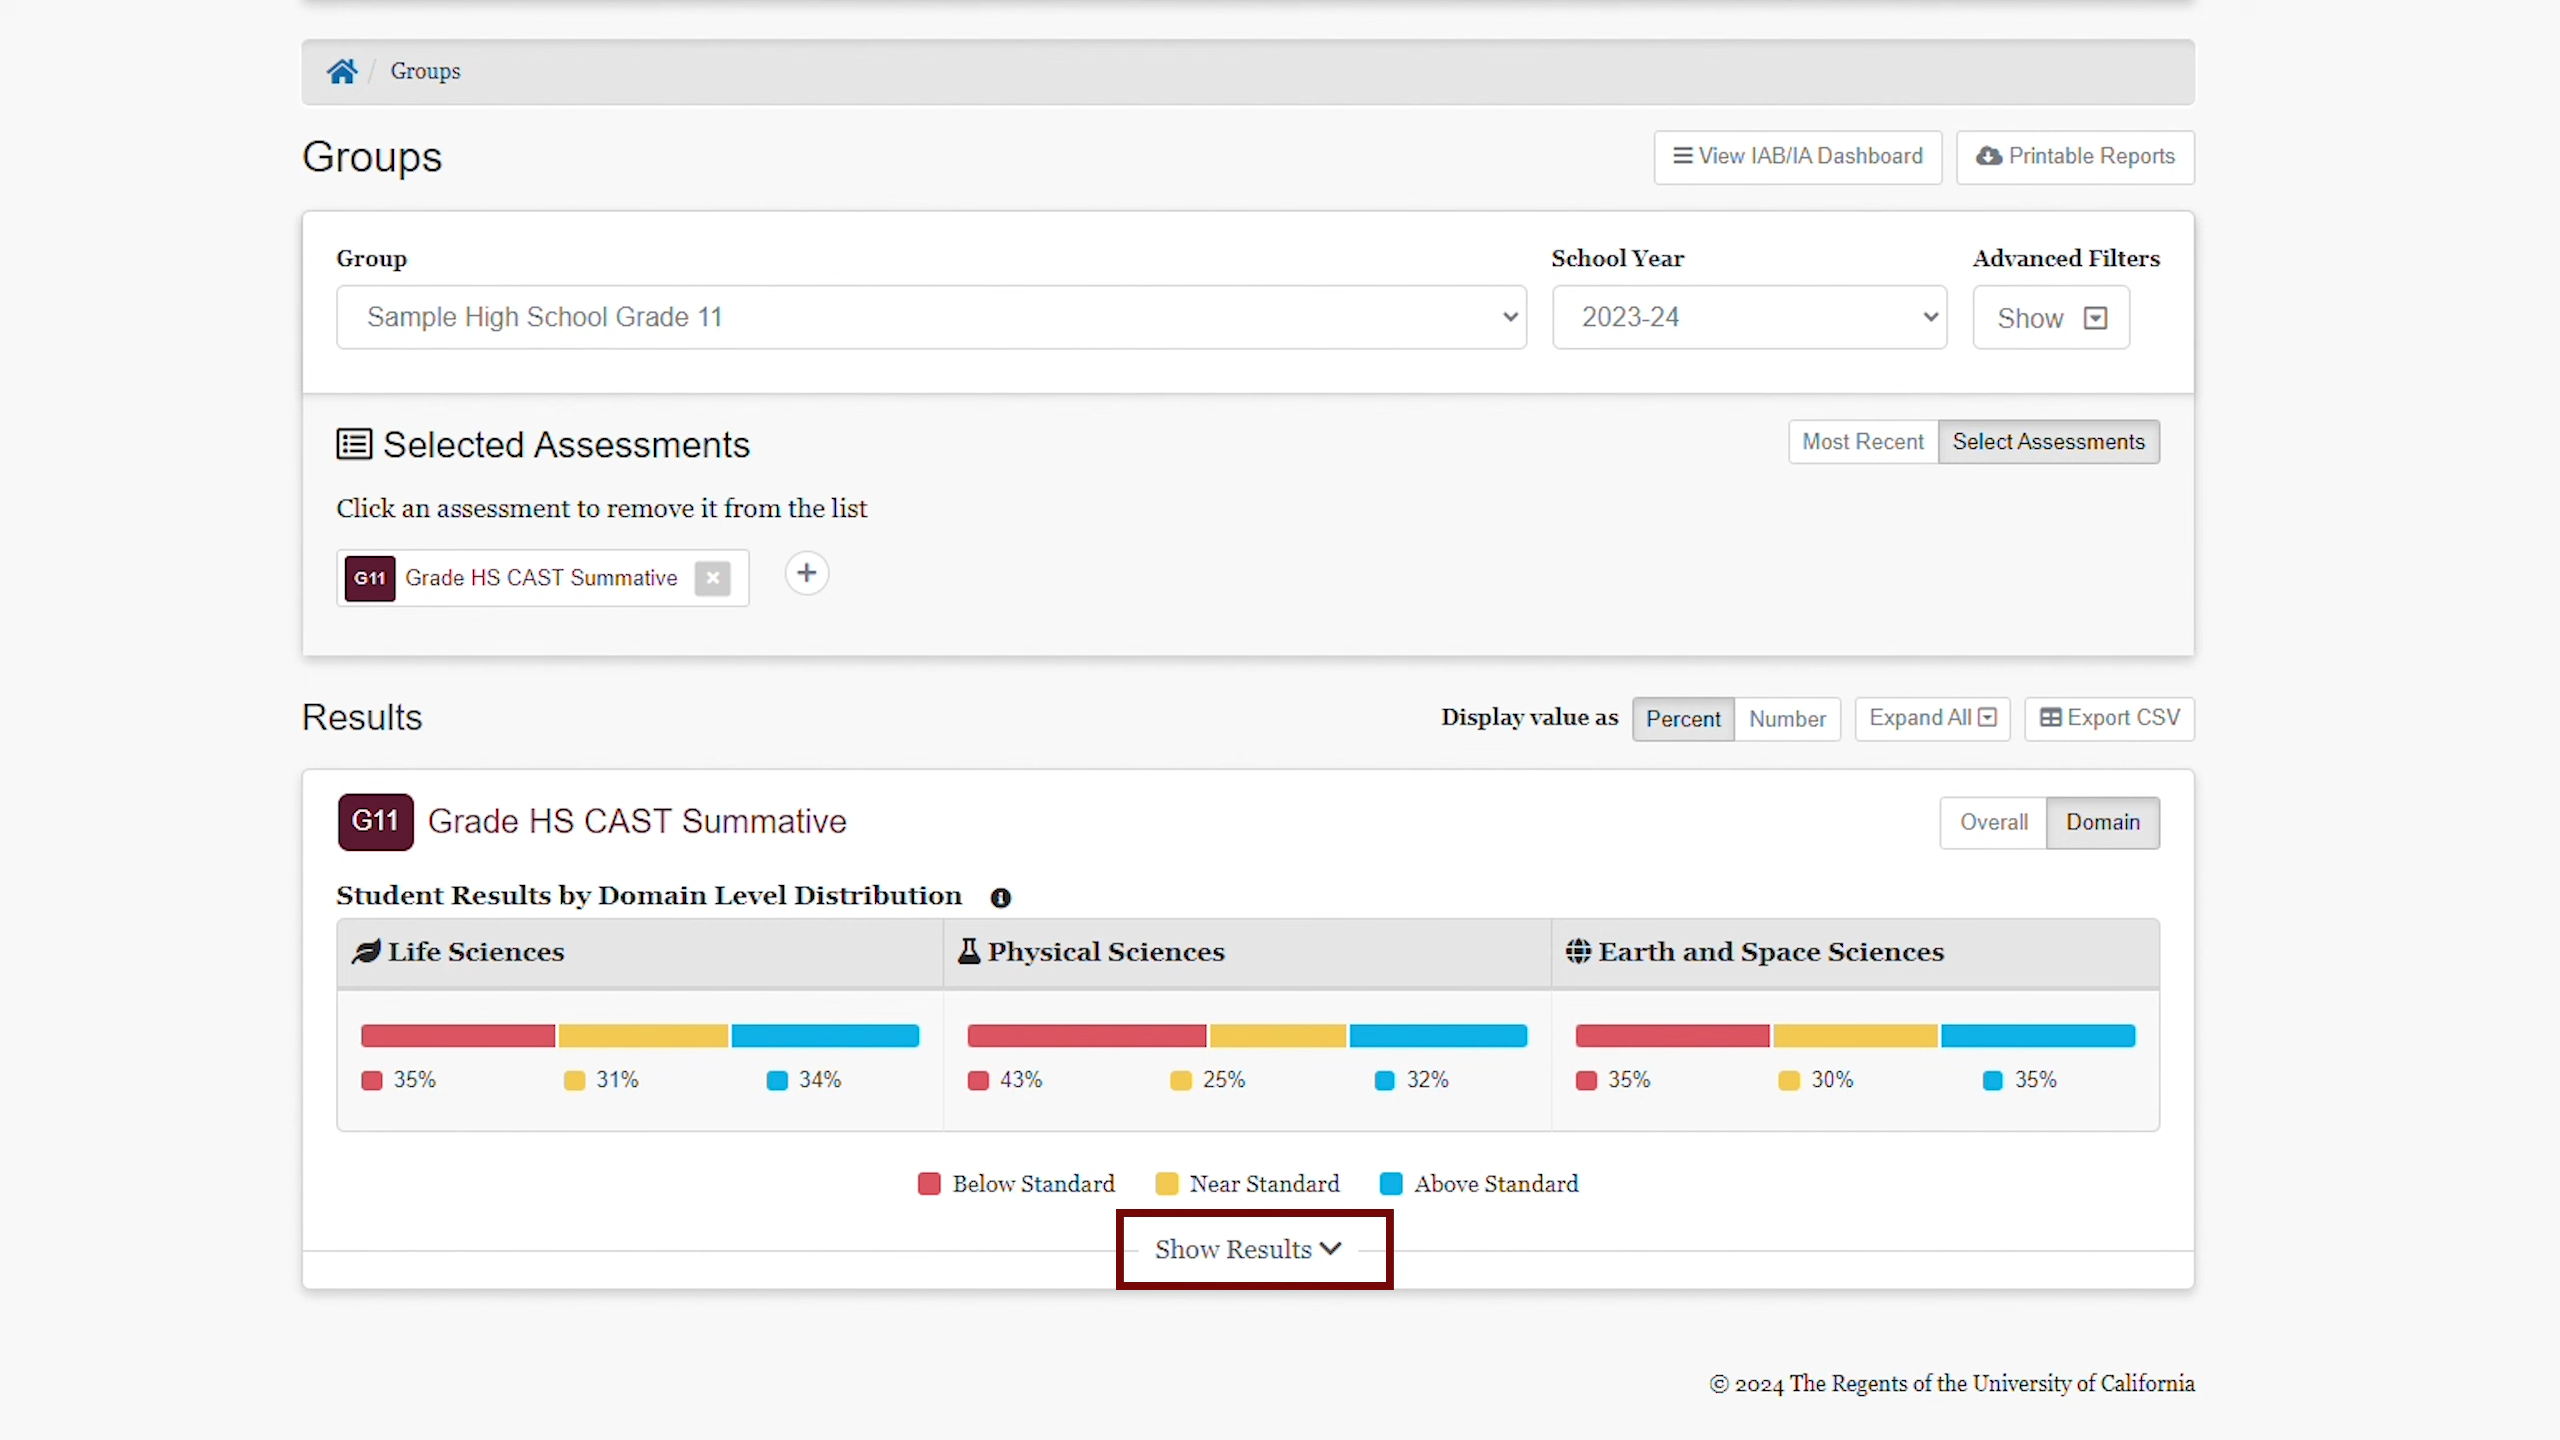 Groups
Groups
View IAB/IA Dashboard
Printable Reports
Group
School Year
Advanced Filters
Sample High School Grade 11
2023-24
Show
Selected Assessments
Most Recent
Select Assessments
Click an assessment to remove it from the list
G11 Grade HS CAST Summative
Results
Display value as
Percent
Number
Expand All
Export CSV
G11 Grade HS CAST Summative
Overall
Domain
Student Results by Domain Level Distribution
Life Sciences
Physical Sciences
Earth and Space Sciences
35% 31% 34%
43% 25% 32%
35% 30% 35%
Below Standard Near Standard Above Standard
Show Results
© 2024 The Regents of the University of California